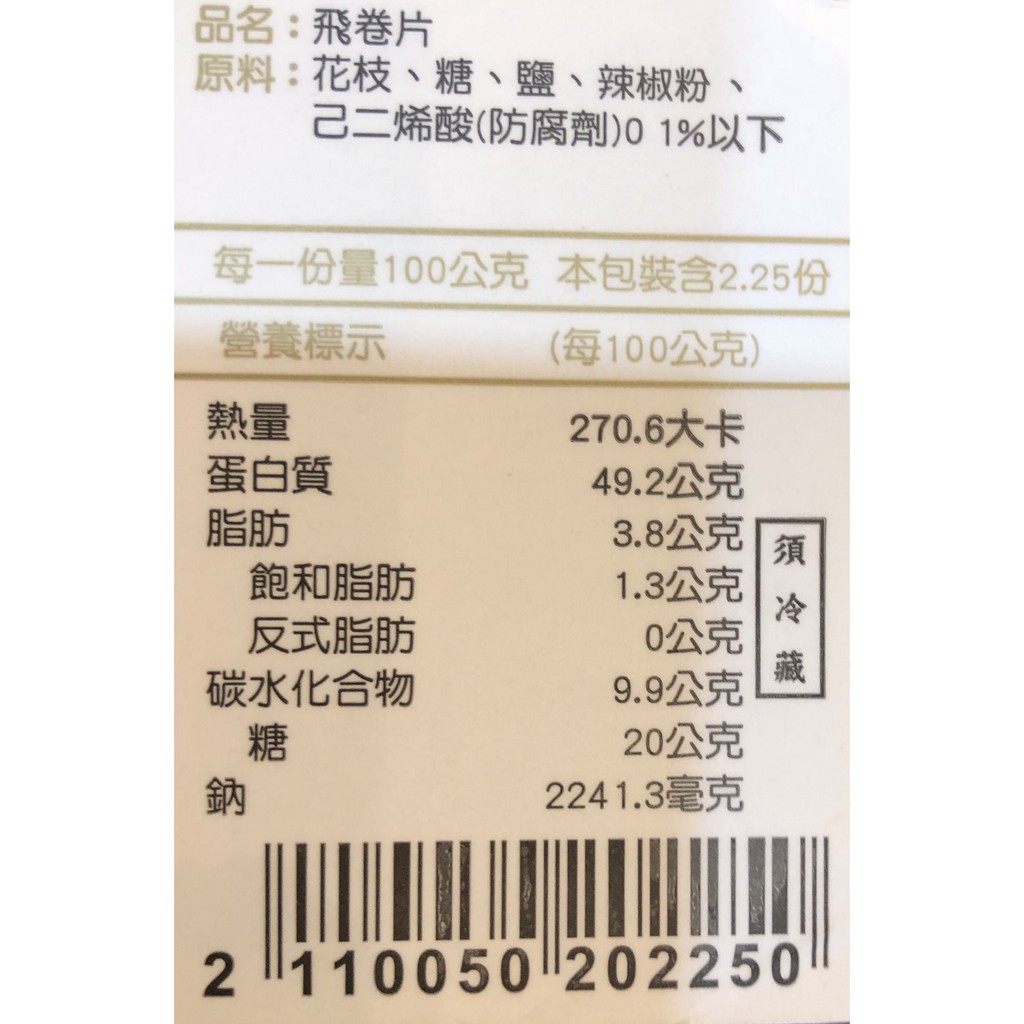 品名：飛卷片
原料：花枝、糖、鹽、辣椒粉、
己二烯酸(防腐劑)0 1%以下
每一份量100公克 本包裝含2.25份
營養標示 (每100公克)
熱量 270.6大卡
蛋白質 49.2公克
脂肪 3.8公克
飽和脂肪 1.3公克
反式脂肪 0公克
碳水化合物 9.9公克
糖 20公克
鈉 2241.3毫克
須冷藏
2 110050 202250